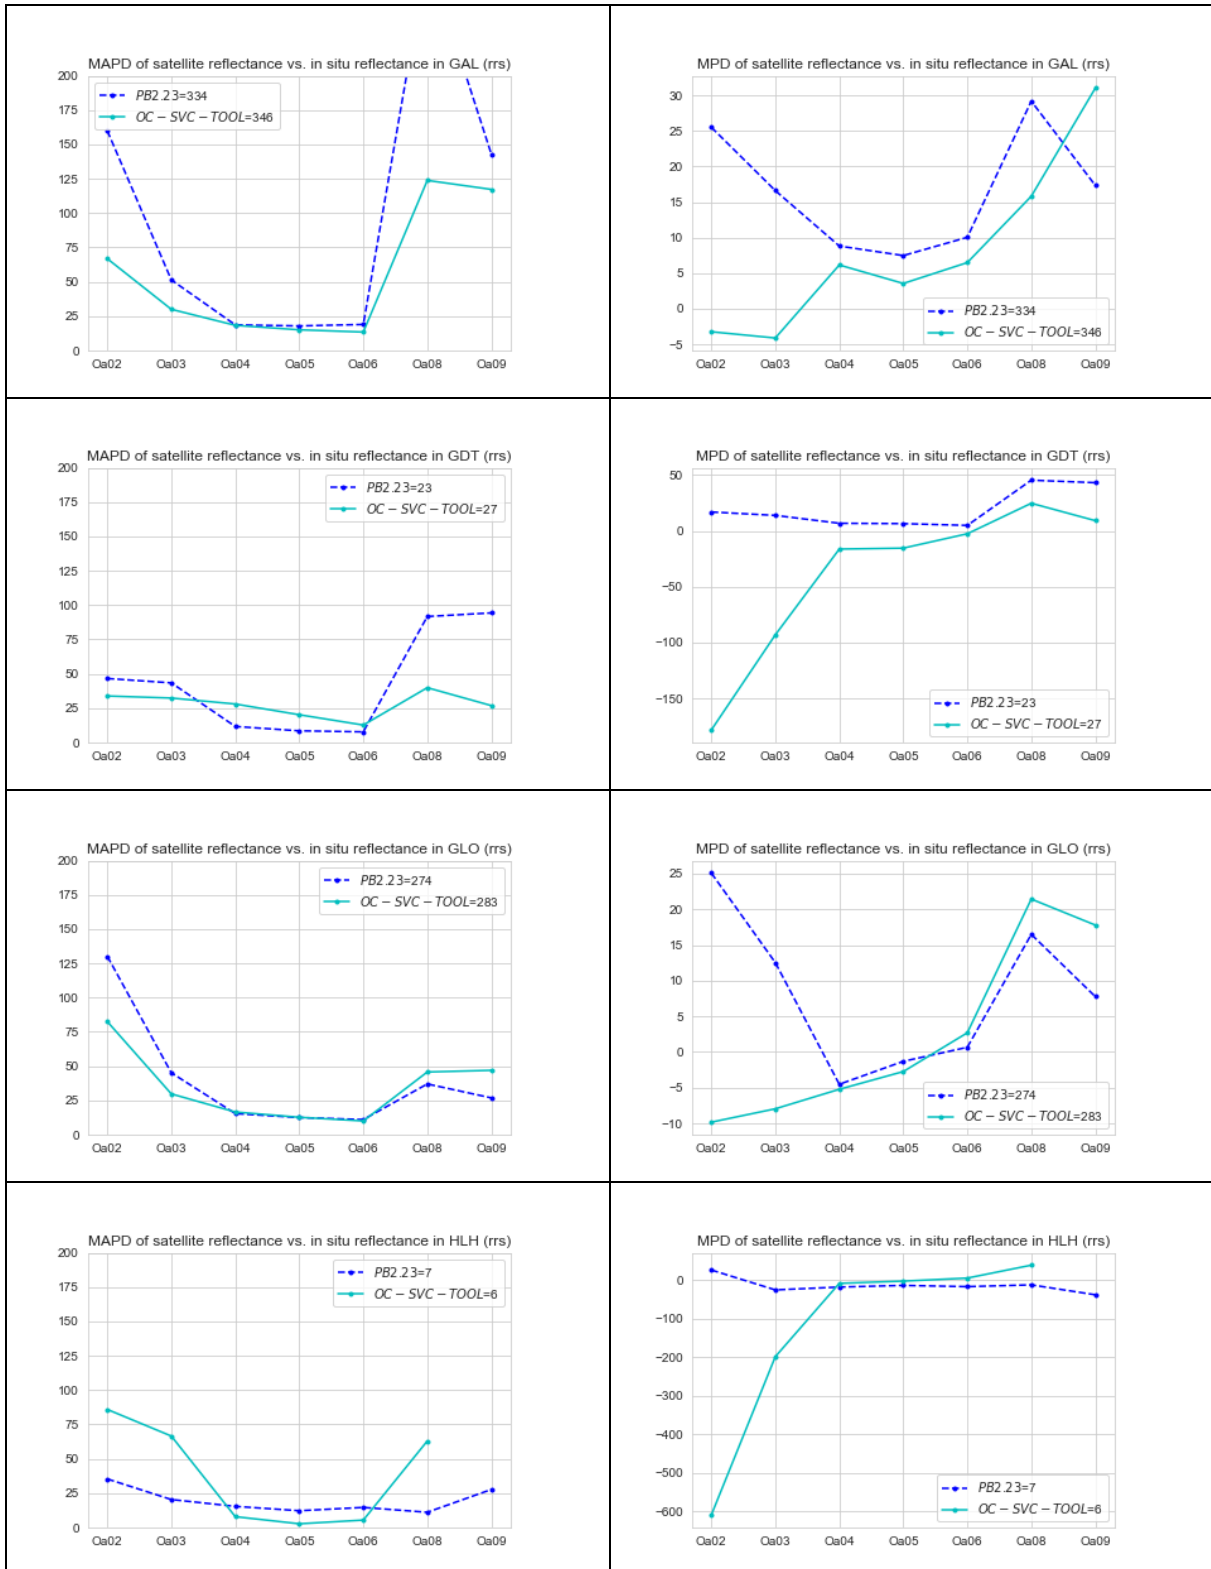 MAPD of satellite reflectance vs. in situ reflectance in GAL (rrs)
200
175
150
125
100
75
50
25
0
PB2.23=334
OC − SVC − TOOL=346
Oa02 Oa03 Oa04 Oa05 Oa06 Oa08 Oa09
MPD of satellite reflectance vs. in situ reflectance in GAL (rrs)
30
25
20
15
10
5
0
−5
PB2.23=334
OC − SVC − TOOL=346
Oa02 Oa03 Oa04 Oa05 Oa06 Oa08 Oa09
MAPD of satellite reflectance vs. in situ reflectance in GDT (rrs)
200
175
150
125
100
75
50
25
0
PB2.23=23
OC − SVC − TOOL=27
Oa02 Oa03 Oa04 Oa05 Oa06 Oa08 Oa09
MPD of satellite reflectance vs. in situ reflectance in GDT (rrs)
50
0
−50
−100
−150
PB2.23=23
OC − SVC − TOOL=27
Oa02 Oa03 Oa04 Oa05 Oa06 Oa08 Oa09
MAPD of satellite reflectance vs. in situ reflectance in GLO (rrs)
200
175
150
125
100
75
50
25
0
PB2.23=274
OC − SVC − TOOL=283
Oa02 Oa03 Oa04 Oa05 Oa06 Oa08 Oa09
MPD of satellite reflectance vs. in situ reflectance in GLO (rrs)
25
20
15
10
5
0
−5
−10
PB2.23=274
OC − SVC − TOOL=283
Oa02 Oa03 Oa04 Oa05 Oa06 Oa08 Oa09
MAPD of satellite reflectance vs. in situ reflectance in HLH (rrs)
200
175
150
125
100
75
50
25
0
PB2.23=7
OC − SVC − TOOL=6
Oa02 Oa03 Oa04 Oa05 Oa06 Oa08 Oa09
MPD of satellite reflectance vs. in situ reflectance in HLH (rrs)
0
−100
−200
−300
−400
−500
−600
PB2.23=7
OC − SVC − TOOL=6
Oa02 Oa03 Oa04 Oa05 Oa06 Oa08 Oa09